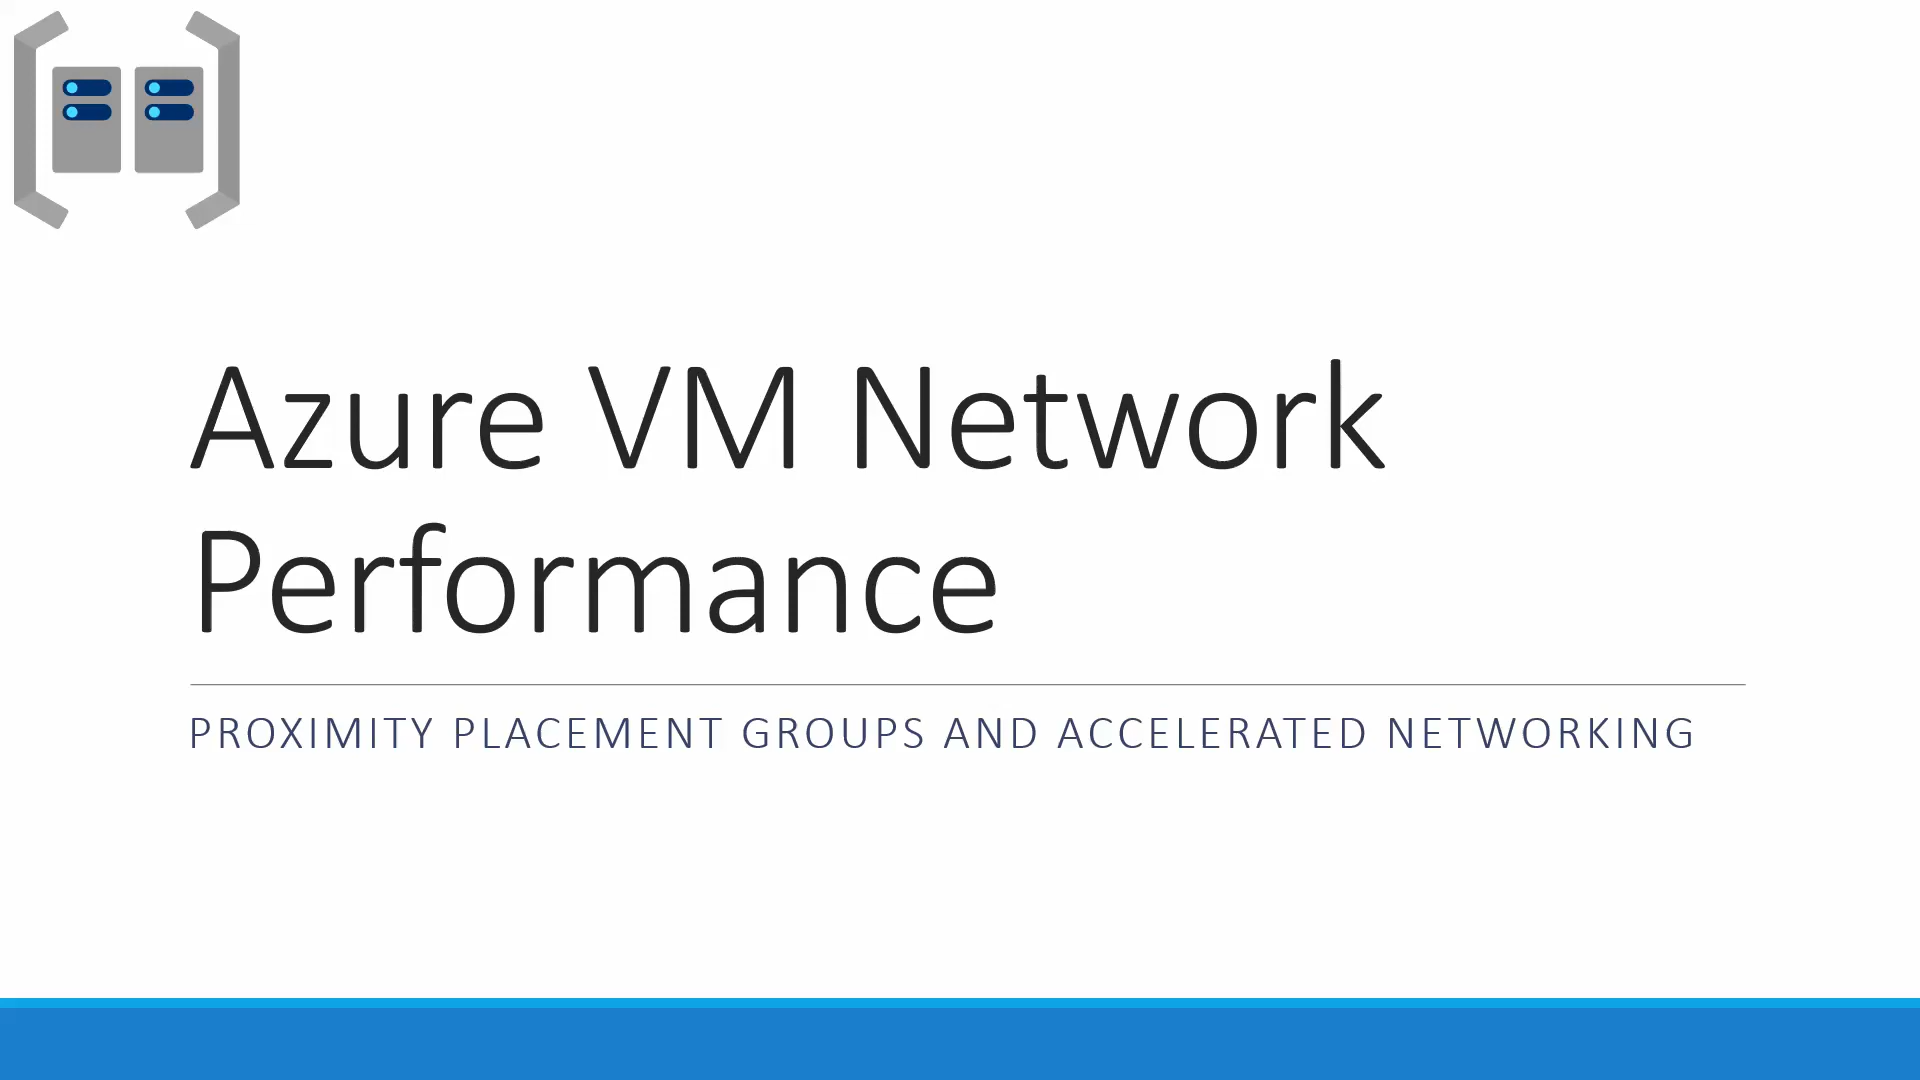 Azure VM Network
Performance
PROXIMITY PLACEMENT GROUPS AND ACCELERATED NETWORKING